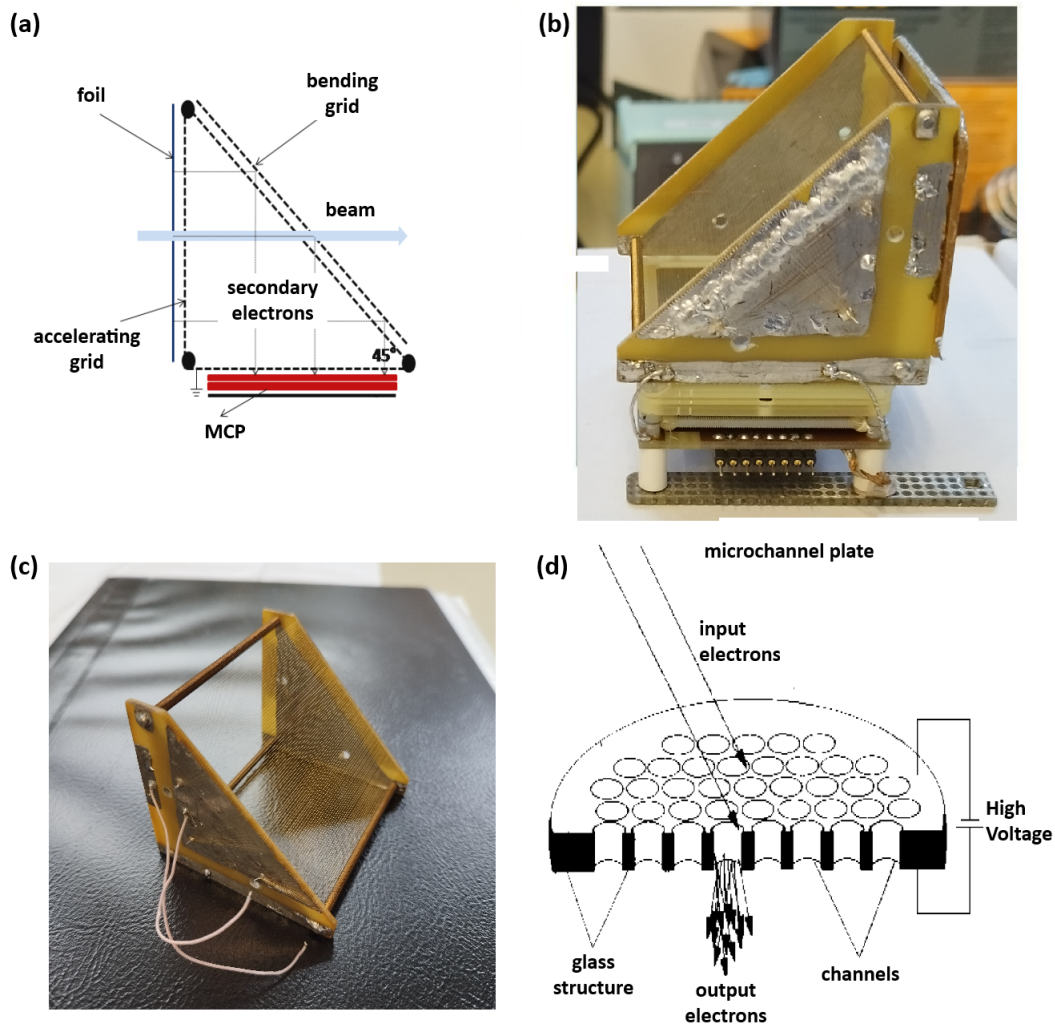 (a)
foil
bending
grid
beam
secondary
electrons
accelerating
grid
45°
MCP
(b)
(c)
(d)
microchannel plate
input
electrons
High
Voltage
glass
structure
output
electrons
channels